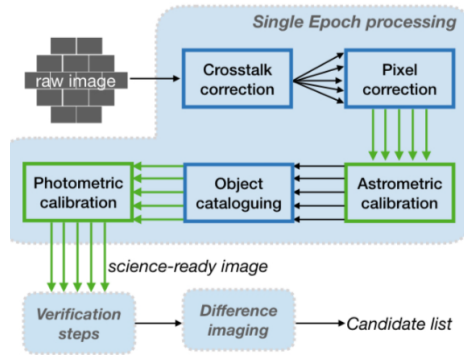 Single Epoch processing
raw image
Crosstalk
correction
Pixel
correction
Photometric
calibration
Object
cataloguing
Astrometric
calibration
science-ready image
Verification
steps
Difference
imaging
Candidate list